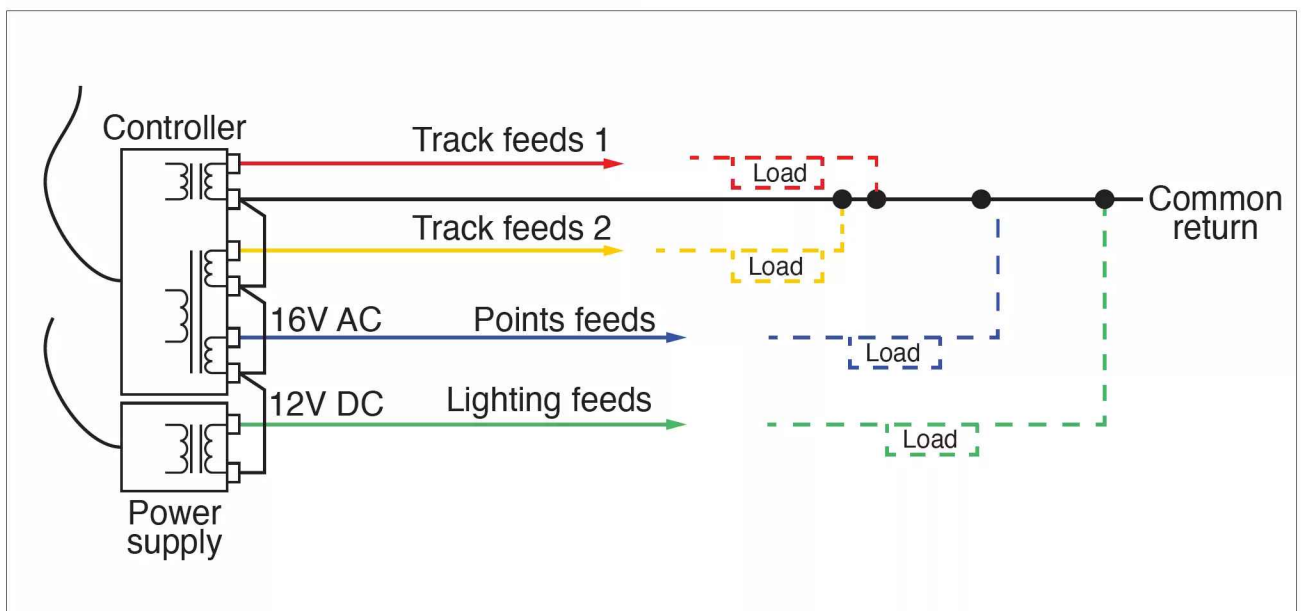 Controller
Track feeds 1
Load
Common
return
Track feeds 2
Load
16V AC
Points feeds
Load
12V DC
Lighting feeds
Load
Power
supply